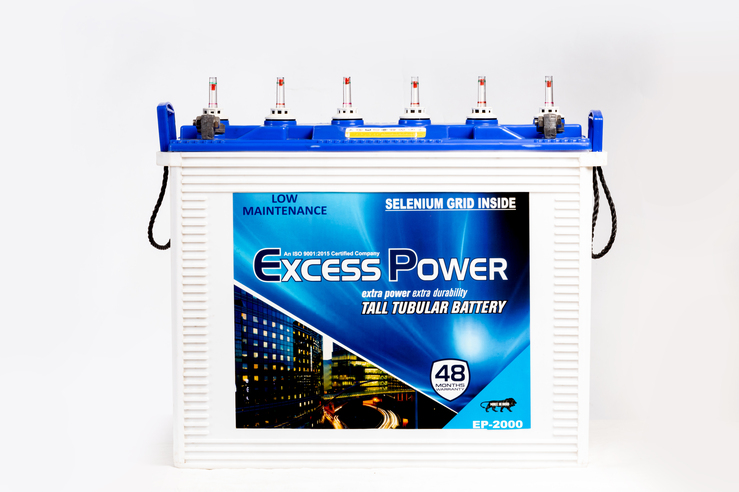 LOW
MAINTENANCE
SELENIUM GRID INSIDE
An ISO 9001:2015 Certified Company
EXCESS POWER
extra power extra durability
TALL TUBULAR BATTERY
48
MONTHS
WARRANTY
EP-2000